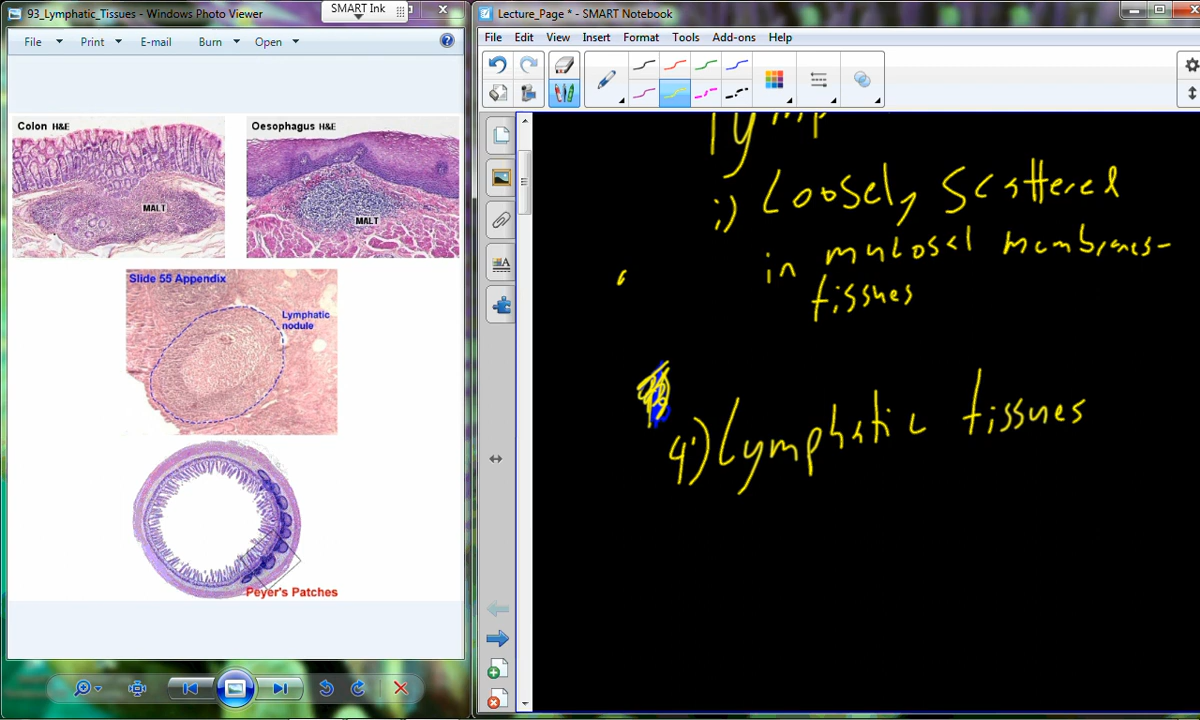 93_Lymphatic_Tissues - Windows Photo Viewer
SMART Ink
File Print E-mail Burn Open
Colon H&E
MALT
Oesophagus H&E
MALT
Slide 55 Appendix
Lymphatic
nodule
Peyer's Patches
Lecture_Page * - SMART Notebook
File Edit View Insert Format Tools Add-ons Help
lymp
i) Loosely scattered
in mucosal membranes-
tissues
4) Lymphatic tissues